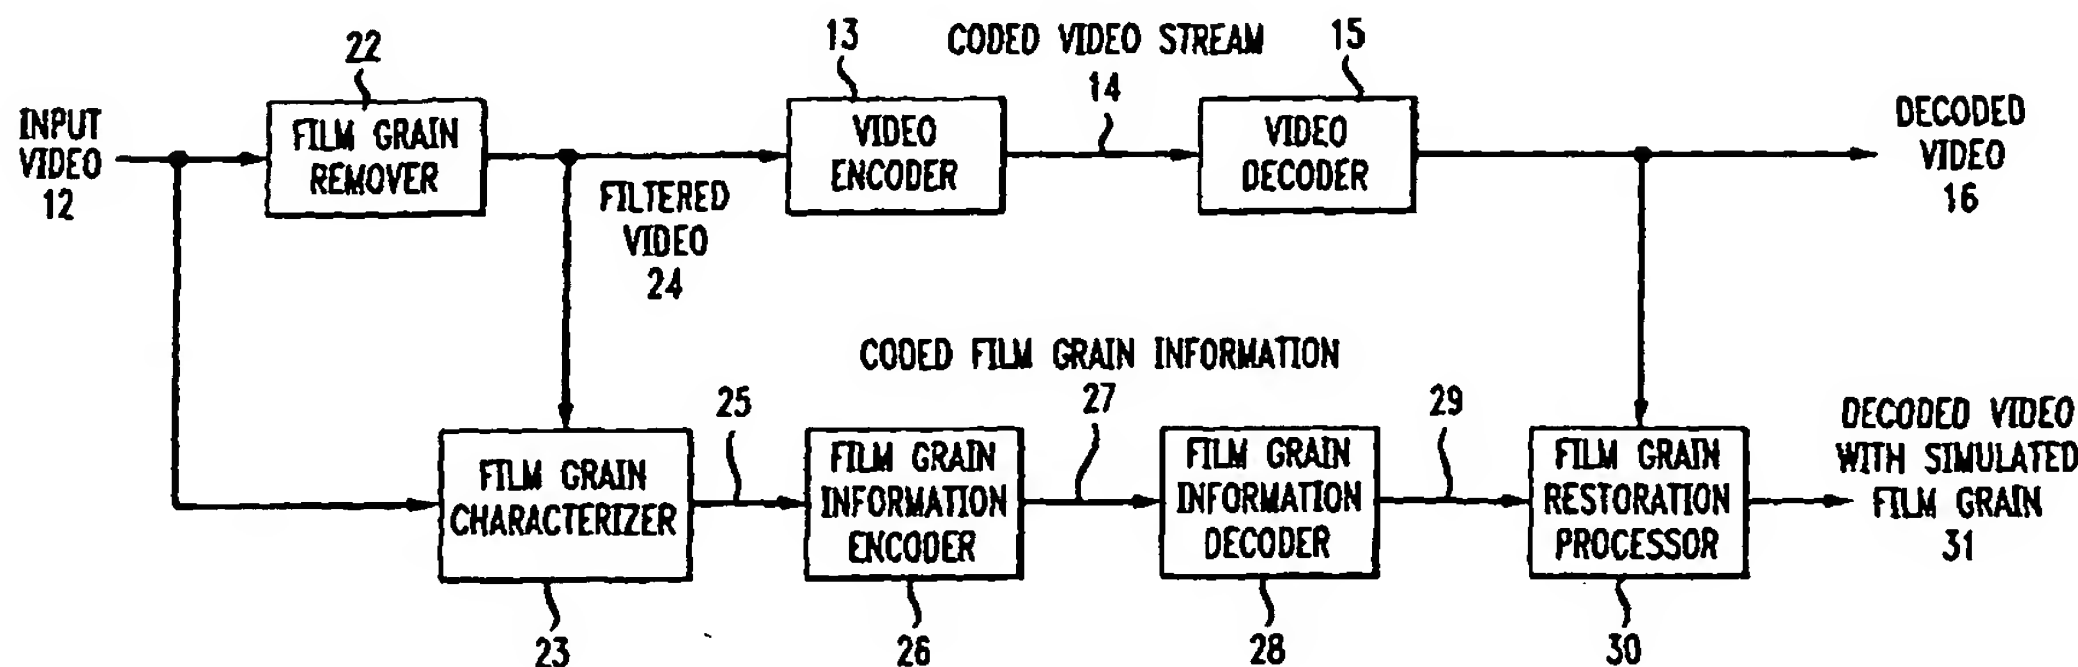 22
13
CODED VIDEO STREAM
14
15
INPUT
VIDEO
12
FILM GRAIN
REMOVER
VIDEO
ENCODER
VIDEO
DECODER
DECODED
VIDEO
16
FILTERED
VIDEO
24
CODED FILM GRAIN INFORMATION
25
27
29
FILM GRAIN
CHARACTERIZER
FILM GRAIN
INFORMATION
ENCODER
FILM GRAIN
INFORMATION
DECODER
FILM GRAIN
RESTORATION
PROCESSOR
DECODED VIDEO
WITH SIMULATED
FILM GRAIN
31
23
26
28
30